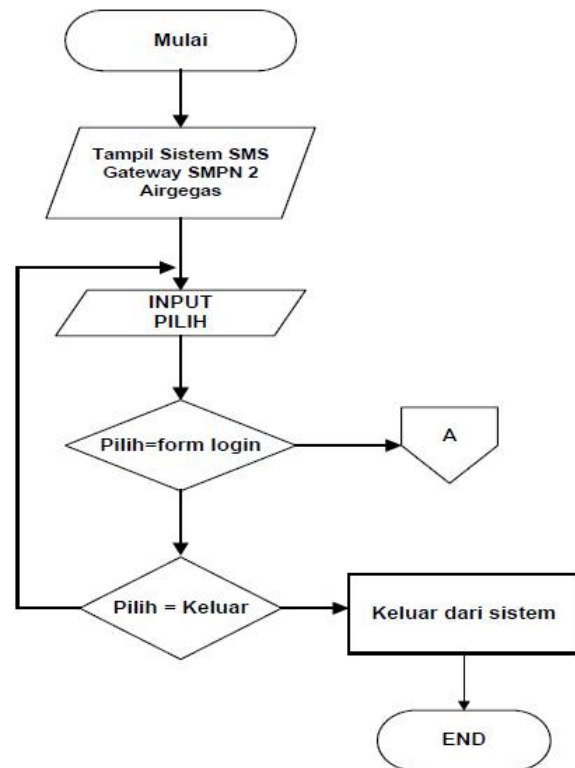 Mulai
Tampil Sistem SMS
Gateway SMPN 2
Airgegas
INPUT
PILIH
Pilih=form login
A
Pilih = Keluar
Keluar dari sistem
END